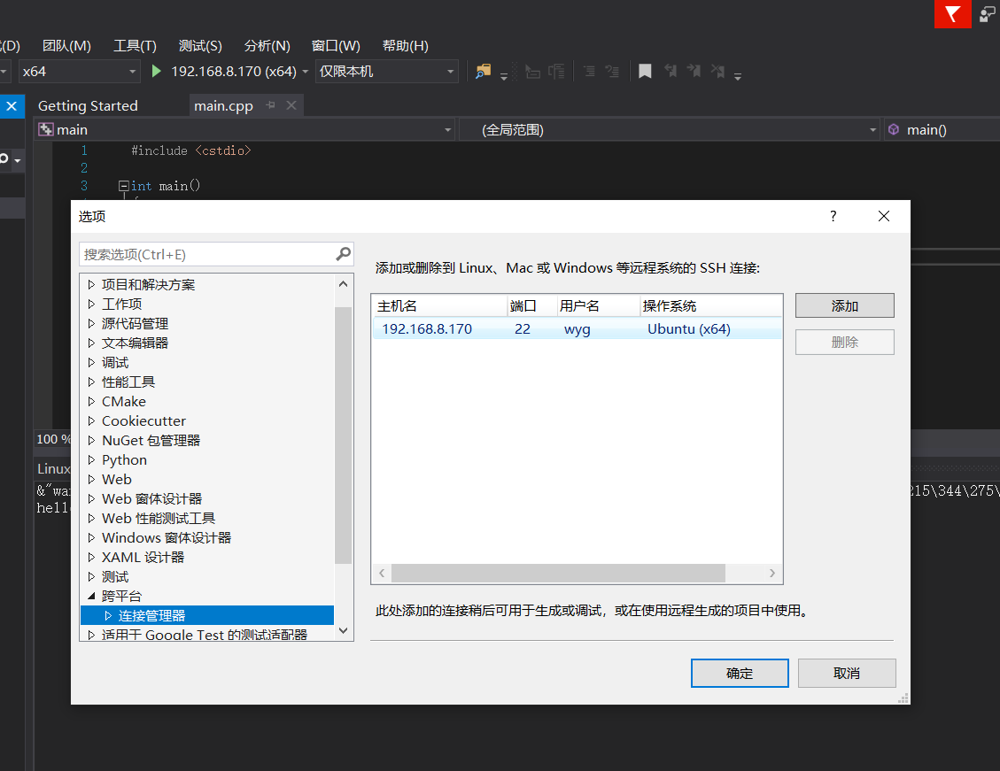 (D) 团队(M) 工具(T) 测试(S) 分析(N) 窗口(W) 帮助(H)
x64 192.168.8.170 (x64) 仅限本机
Getting Started main.cpp
main (全局范围) main()
1 #include <cstdio>
2
3 int main()
选项 ?
搜索选项(Ctrl+E)
项目和解决方案
工作项
源代码管理
文本编辑器
调试
性能工具
CMake
Cookiecutter
NuGet 包管理器
Python
Web
Web 窗体设计器
Web 性能测试工具
Windows 窗体设计器
XAML 设计器
测试
跨平台
连接管理器
适用于 Google Test 的测试适配器
添加或删除到 Linux、Mac 或 Windows 等远程系统的 SSH 连接:
主机名 端口 用户名 操作系统
192.168.8.170 22 wyg Ubuntu (x64)
添加
删除
此处添加的连接稍后可用于生成或调试，或在使用远程生成的项目中使用。
确定 取消
100 %
Linux
&"wa
215\344\275\
hell